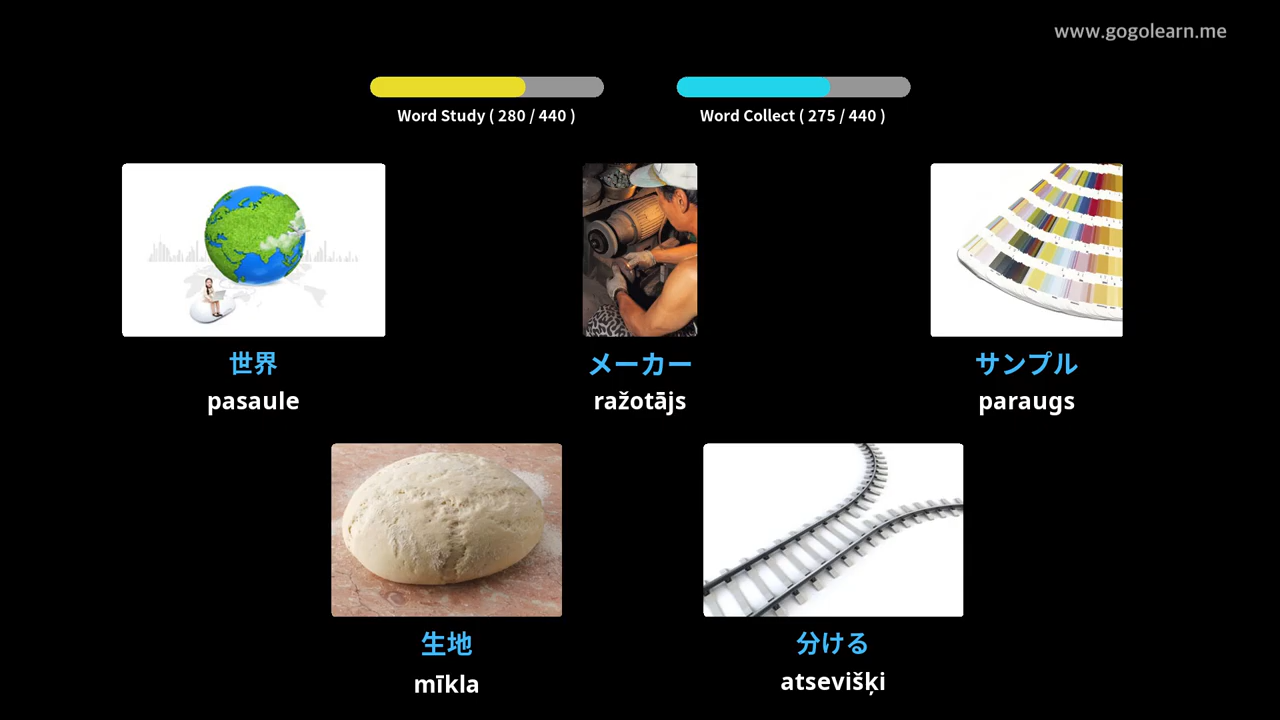 www.gogolearn.me
Word Study ( 280 / 440 )
Word Collect ( 275 / 440 )
世界
メーカー
サンプル
pasaule
ražotājs
paraugs
生地
分ける
mīkla
atsevišķi